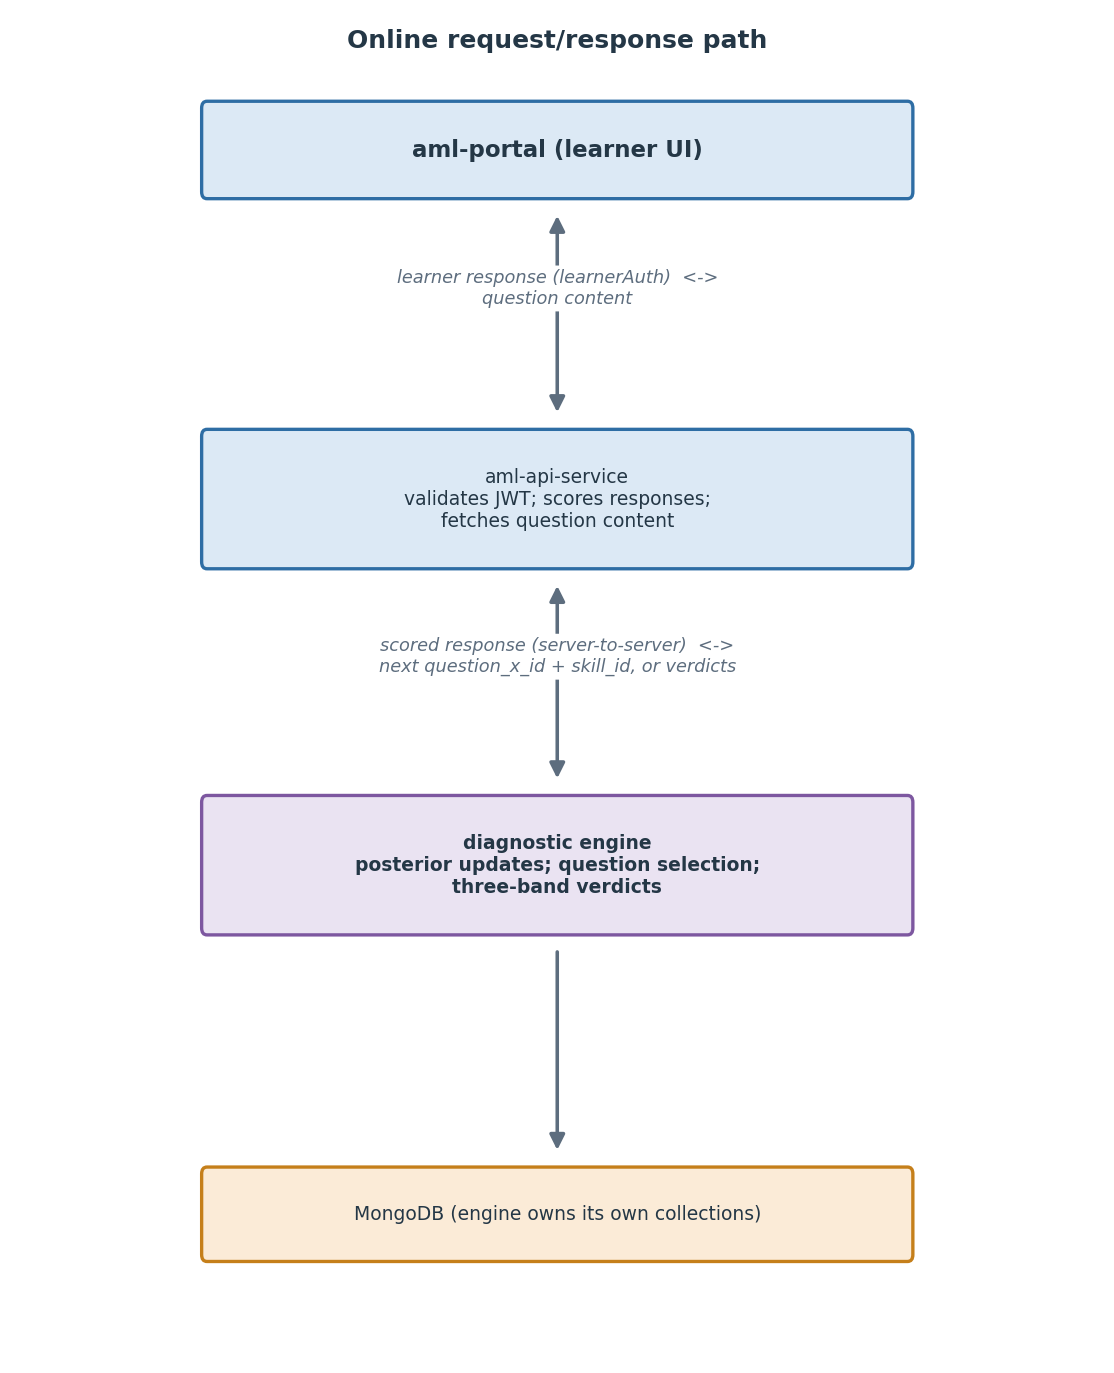 Online request/response path
aml-portal (learner UI)
learner response (learnerAuth) <->
question content
aml-api-service
validates JWT; scores responses;
fetches question content
scored response (server-to-server) <->
next question_x_id + skill_id, or verdicts
diagnostic engine
posterior updates; question selection;
three-band verdicts
MongoDB (engine owns its own collections)